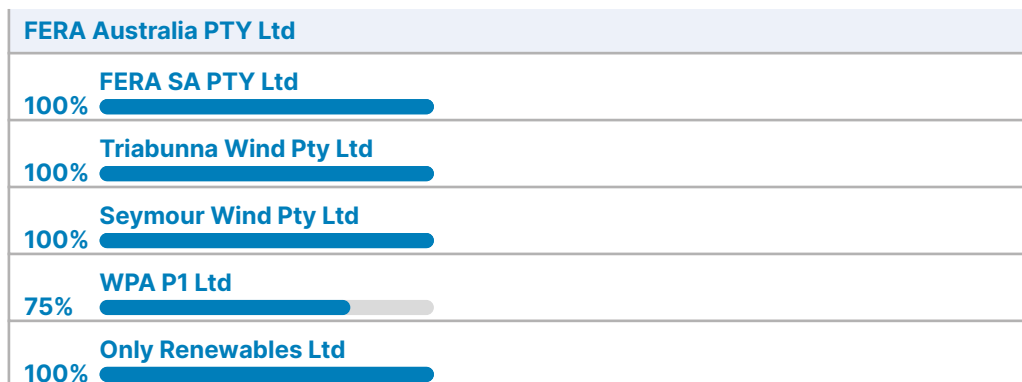 FERA Australia PTY Ltd
FERA SA PTY Ltd
100%
Triabunna Wind Pty Ltd
100%
Seymour Wind Pty Ltd
100%
WPA P1 Ltd
75%
Only Renewables Ltd
100%